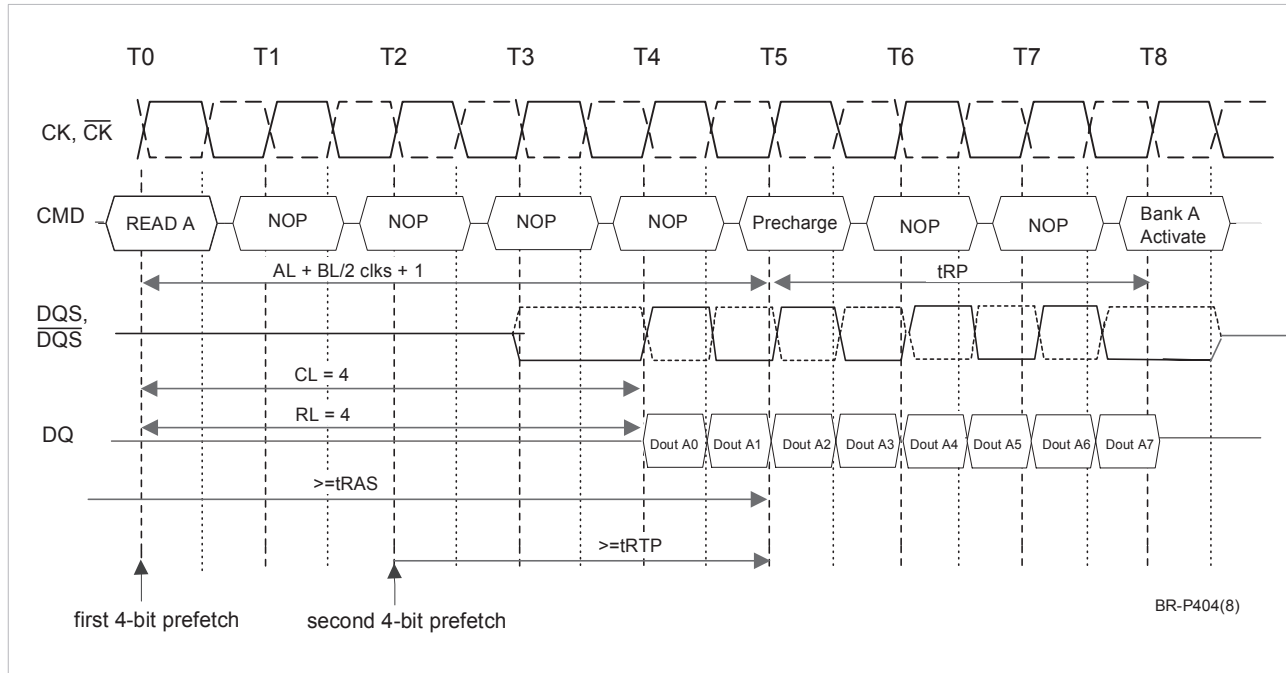 T0 T1 T2 T3 T4 T5 T6 T7 T8
CK, CK
CMD READ A NOP NOP NOP NOP Precharge NOP NOP Bank A
Activate
AL + BL/2 clks + 1 tRP
DQS,
DQS
CL = 4
RL = 4
DQ Dout A0 Dout A1 Dout A2 Dout A3 Dout A4 Dout A5 Dout A6 Dout A7
>=tRAS
>=tRTP
first 4-bit prefetch second 4-bit prefetch
BR-P404(8)